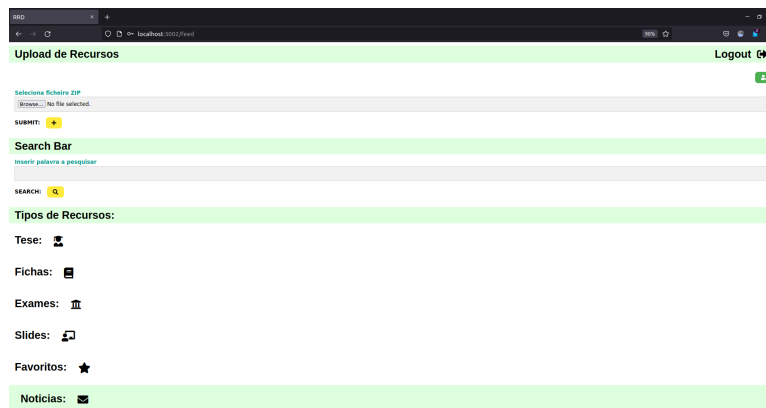 RRD
localhost:3002/feed
90%
Upload de Recursos
Logout
Seleciona ficheiro ZIP
Browse... No file selected.
SUBMIT: +
Search Bar
Inserir palavra a pesquisar
SEARCH:
Tipos de Recursos:
Tese:
Fichas:
Exames:
Slides:
Favoritos:
Noticias: